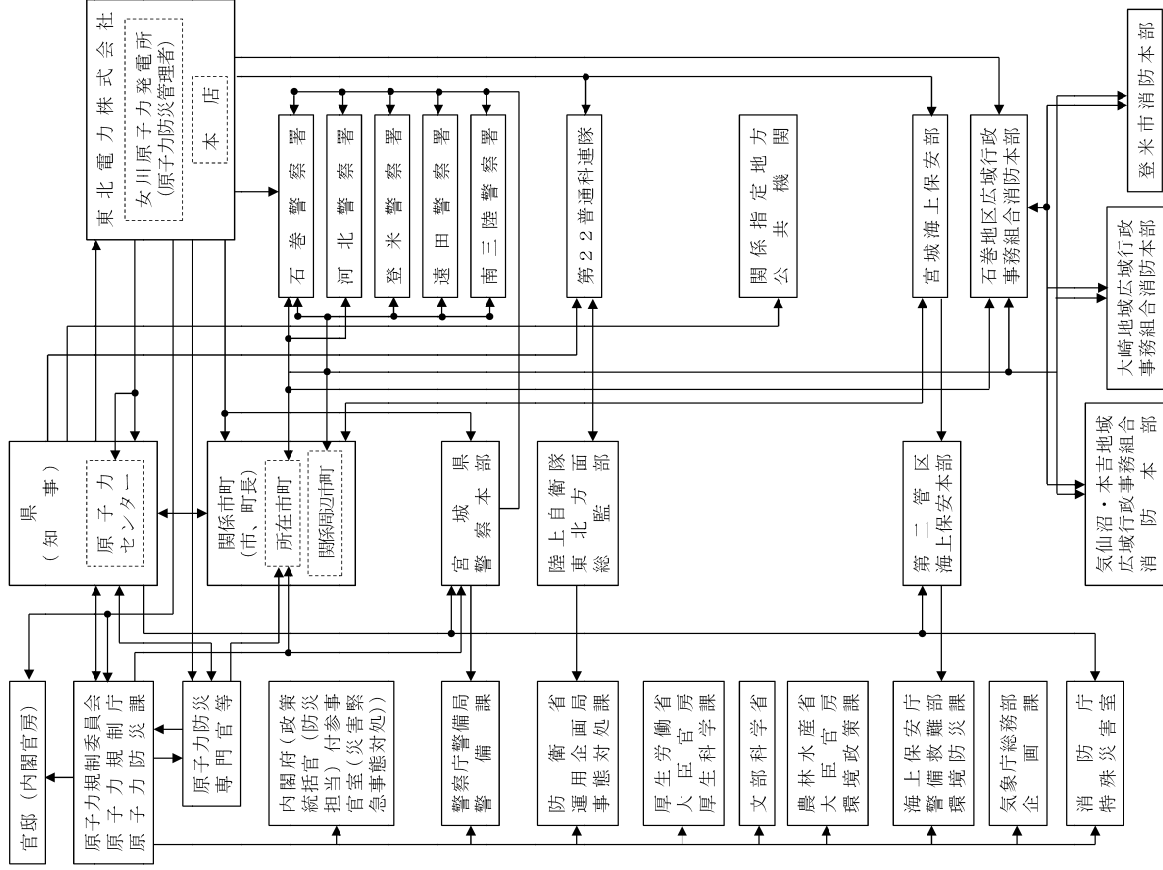 東北電力株式会社
女川原子力発電所
(原子力防災管理者)
本店
石巻警察署
河北警察署
登米警察署
遠田警察署
南三陸警察署
第22普通科連隊
関係指定地方
公共機関
宮城海上保安部
石巻地区広域行政
事務組合消防本部
登米市消防本部
大崎地域広域行政
事務組合消防本部
気仙沼・本吉地域
広域行政事務組合
消防本部
県
(知事)
原子力
センター
関係市町
(市、町長)
所在市町
関係周辺市町
宮城県
警察本部
陸上自衛隊
東北方面
総監部
第二管区
海上保安本部
官邸(内閣官房)
原子力規制委員会
原子力規制庁
原子力防災課
原子力防災
専門官等
内閣府(政策
統括官(防災
担当)付参事
官室(災害緊
急事態対処))
警察庁警備局
警備課
防衛省
運用企画局
事態対処課
厚生労働省
大臣官房
厚生科学課
文部科学省
農林水産省
大臣官房
環境政策課
海上保安庁
警備救難部
環境防災課
気象庁総務部
企画課
消防庁
特殊災害室